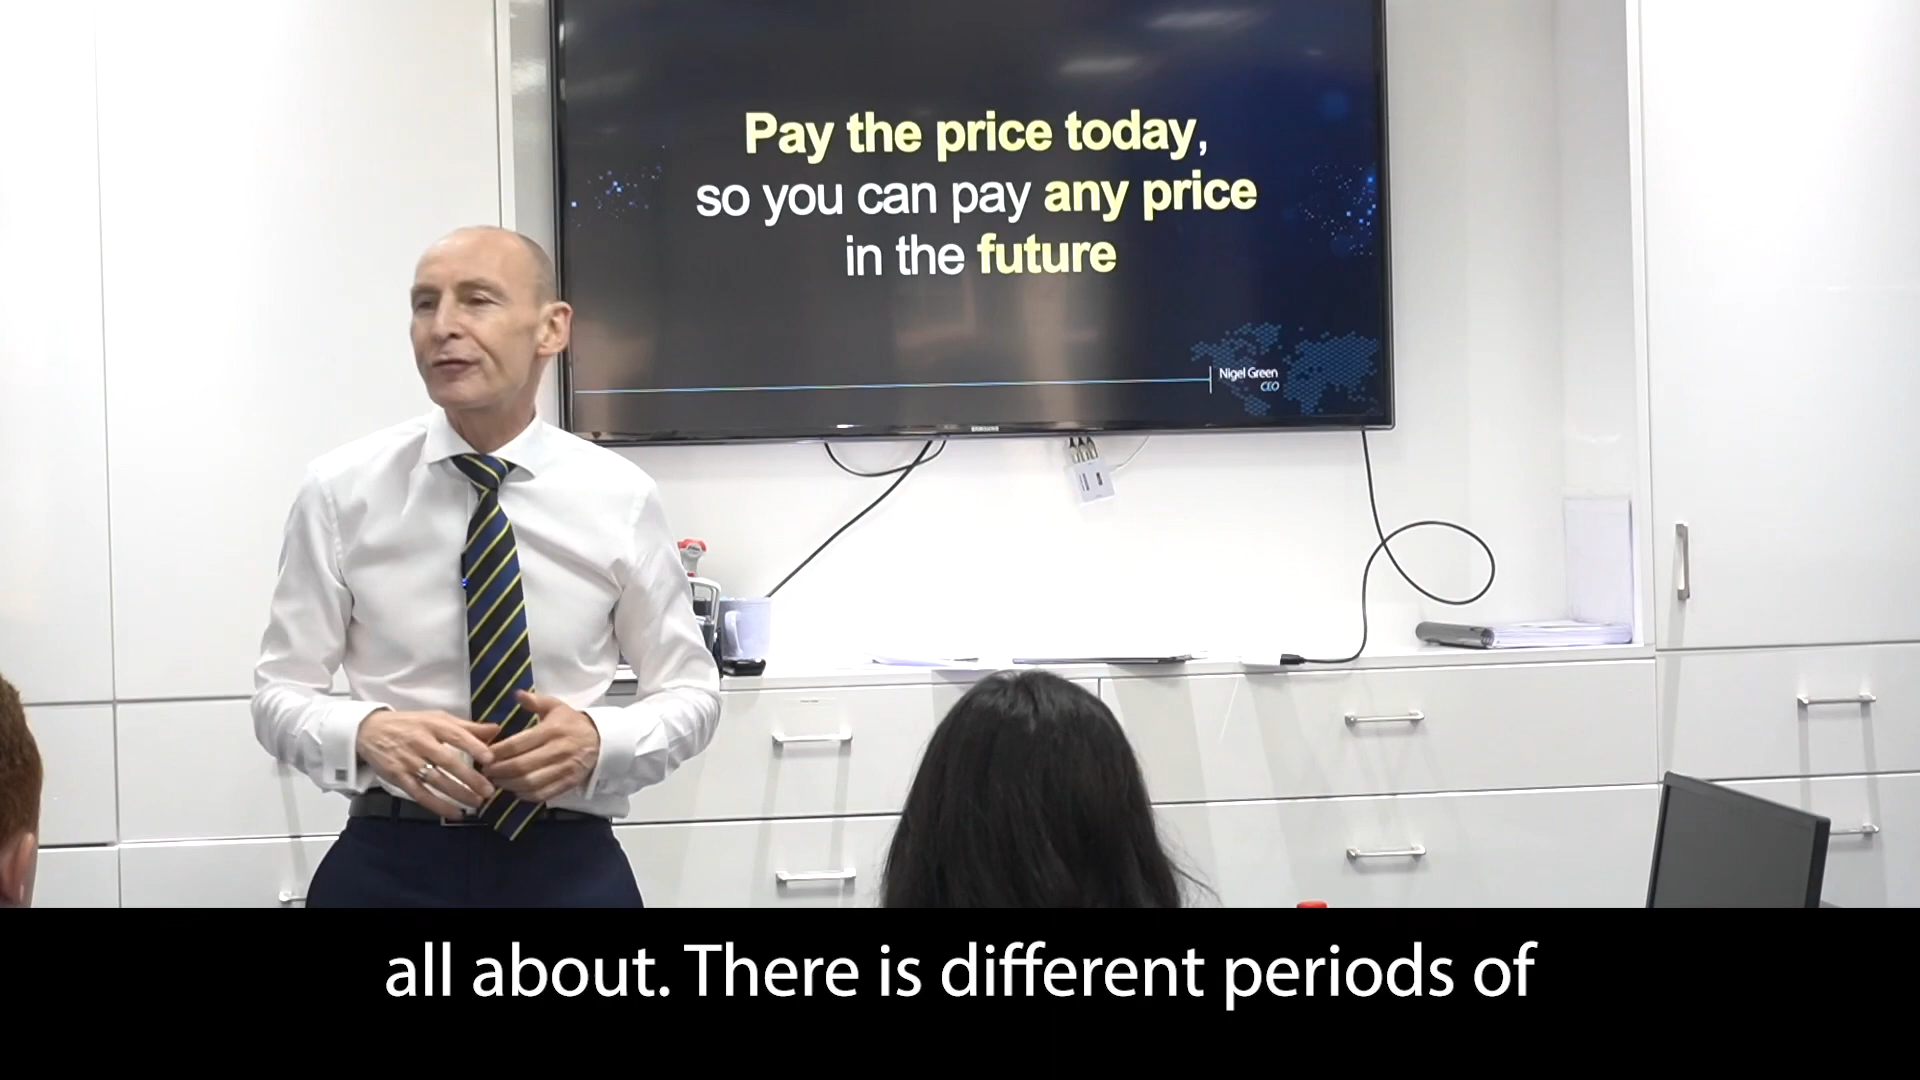 Pay the price today,
so you can pay any price
in the future
Nigel Green
CEO
SAMSUNG
all about. There is different periods of